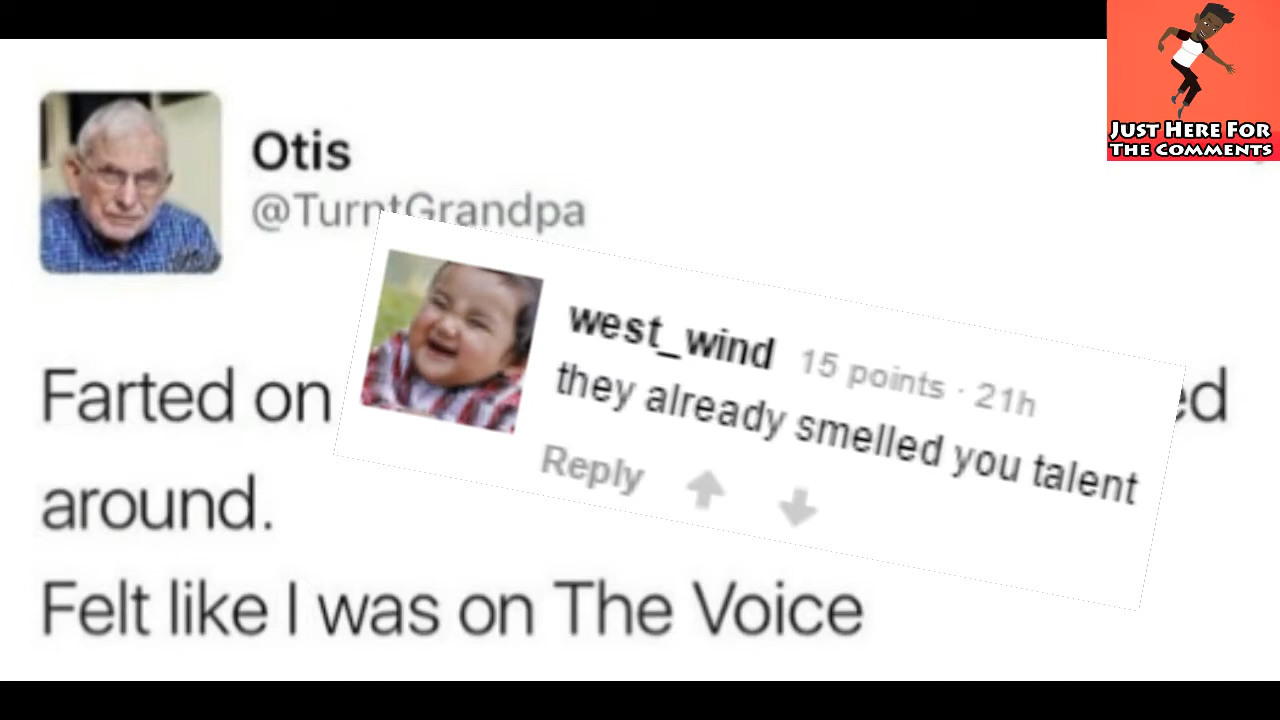 JUST HERE FOR
THE COMMENTS
Otis
@TurntGrandpa
Farted on
around.
Felt like I was on The Voice
west_wind 15 points · 21h
they already smelled you talent
Reply